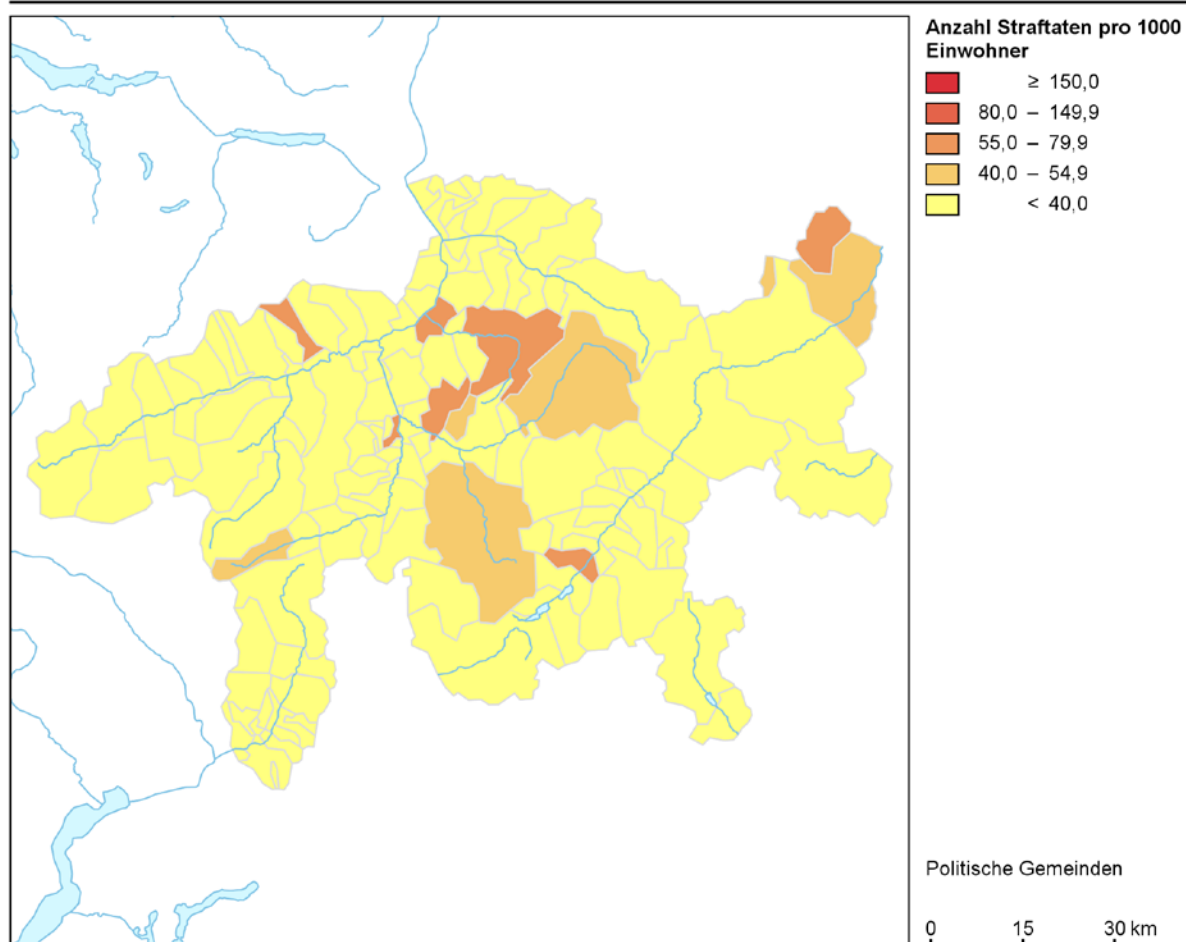 Anzahl Straftaten pro 1000
Einwohner
≥ 150,0
80,0 – 149,9
55,0 – 79,9
40,0 – 54,9
< 40,0
Politische Gemeinden
0 15 30 km